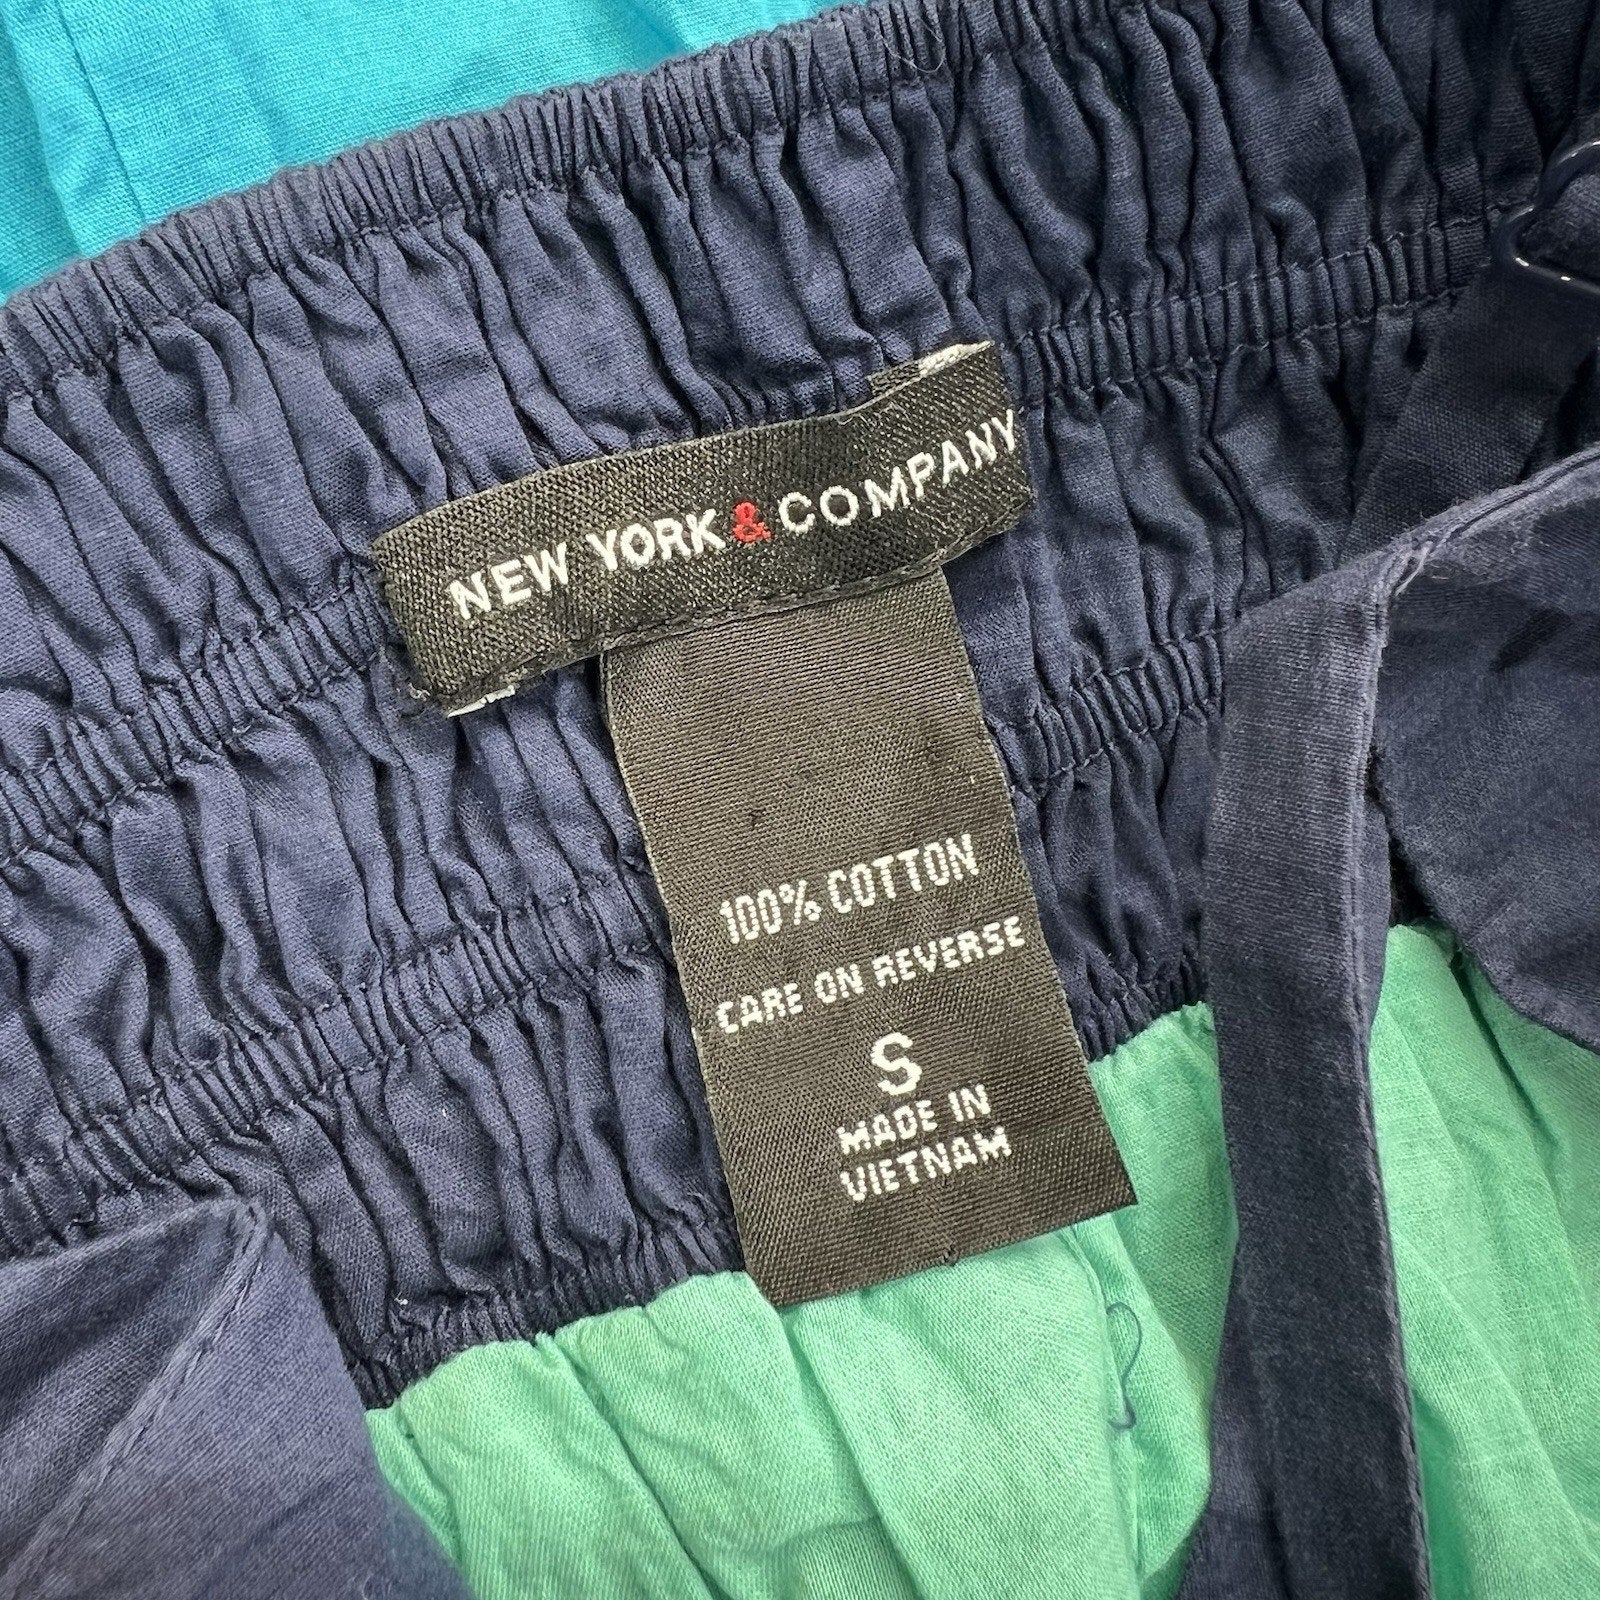 NEW YORK & COMPANY
100% COTTON
CARE ON REVERSE
S
MADE IN
VIETNAM